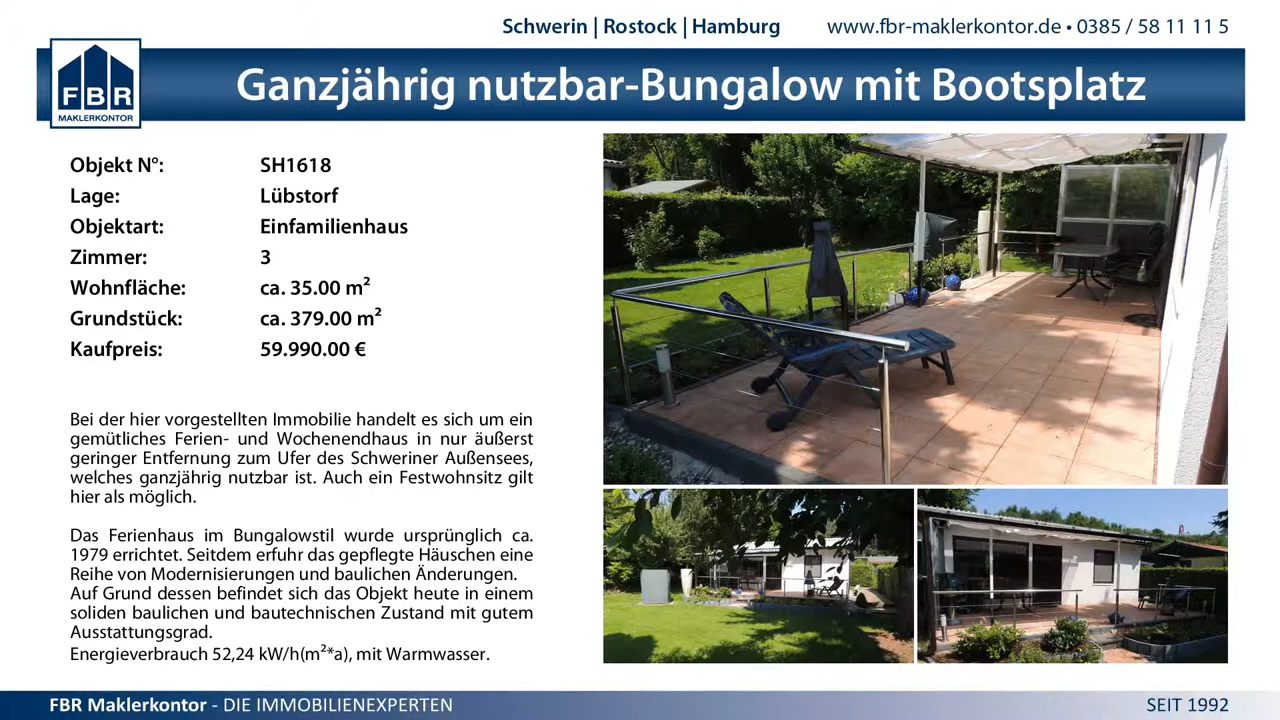 Schwerin | Rostock | Hamburg www.fbr-maklerkontor.de • 0385 / 58 11 11 5
FBR
MAKLERKONTOR
Ganzjährig nutzbar-Bungalow mit Bootsplatz
Objekt N°: SH1618
Lage: Lübstorf
Objektart: Einfamilienhaus
Zimmer: 3
Wohnfläche: ca. 35.00 m²
Grundstück: ca. 379.00 m²
Kaufpreis: 59.990.00 €
Bei der hier vorgestellten Immobilie handelt es sich um ein
gemütliches Ferien- und Wochenendhaus in nur äußerst
geringer Entfernung zum Ufer des Schweriner Außensees,
welches ganzjährig nutzbar ist. Auch ein Festwohnsitz gilt
hier als möglich.
Das Ferienhaus im Bungalowstil wurde ursprünglich ca.
1979 errichtet. Seitdem erfuhr das gepflegte Häuschen eine
Reihe von Modernisierungen und baulichen Änderungen.
Auf Grund dessen befindet sich das Objekt heute in einem
soliden baulichen und bautechnischen Zustand mit gutem
Ausstattungsgrad.
Energieverbrauch 52,24 kW/h(m²*a), mit Warmwasser.
FBR Maklerkontor - DIE IMMOBILIENEXPERTEN SEIT 1992